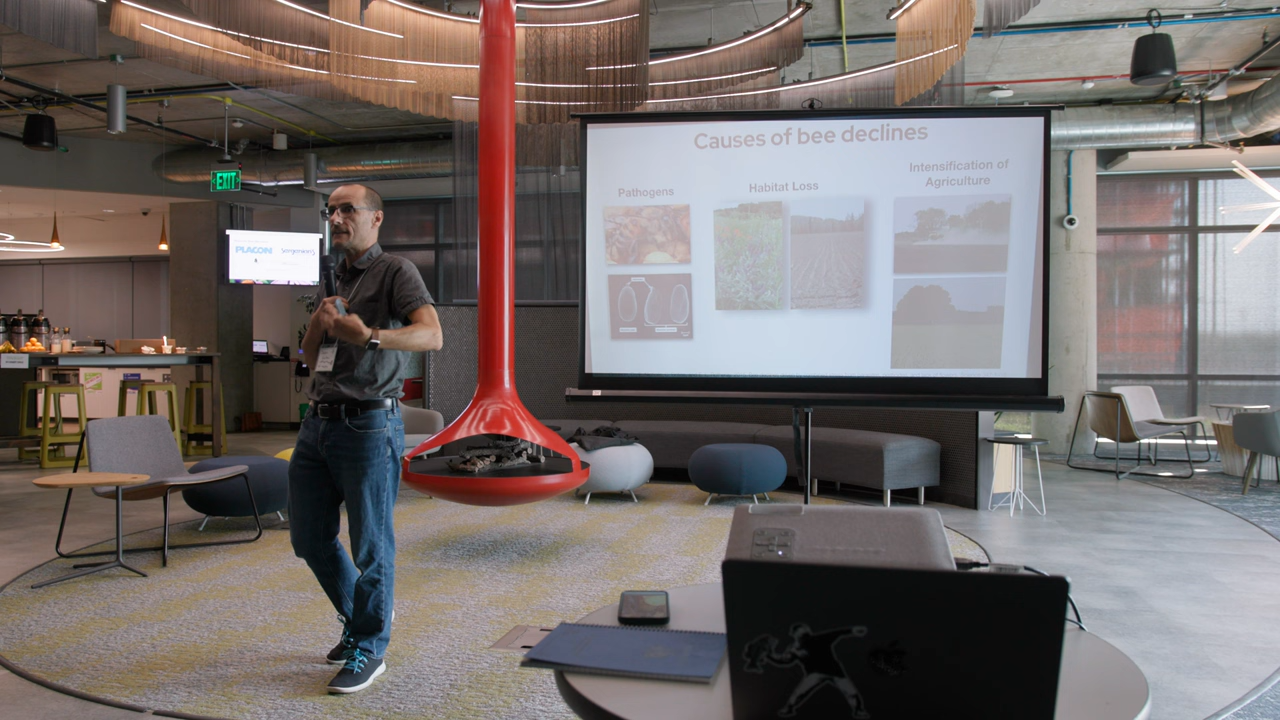 Causes of bee declines
Pathogens
Habitat Loss
Intensification of
Agriculture
EXIT
PLACON